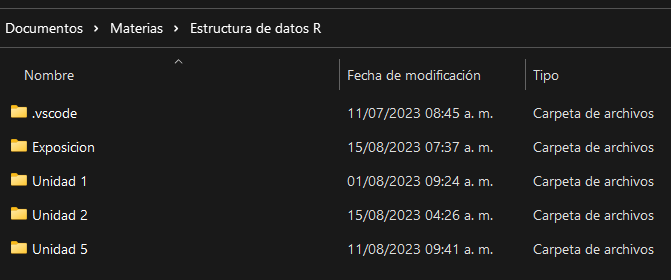 Documentos > Materias > Estructura de datos R
Nombre Fecha de modificación Tipo
.vscode 11/07/2023 08:45 a. m. Carpeta de archivos
Exposicion 15/08/2023 07:37 a. m. Carpeta de archivos
Unidad 1 01/08/2023 09:24 a. m. Carpeta de archivos
Unidad 2 15/08/2023 04:26 a. m. Carpeta de archivos
Unidad 5 11/08/2023 09:41 a. m. Carpeta de archivos